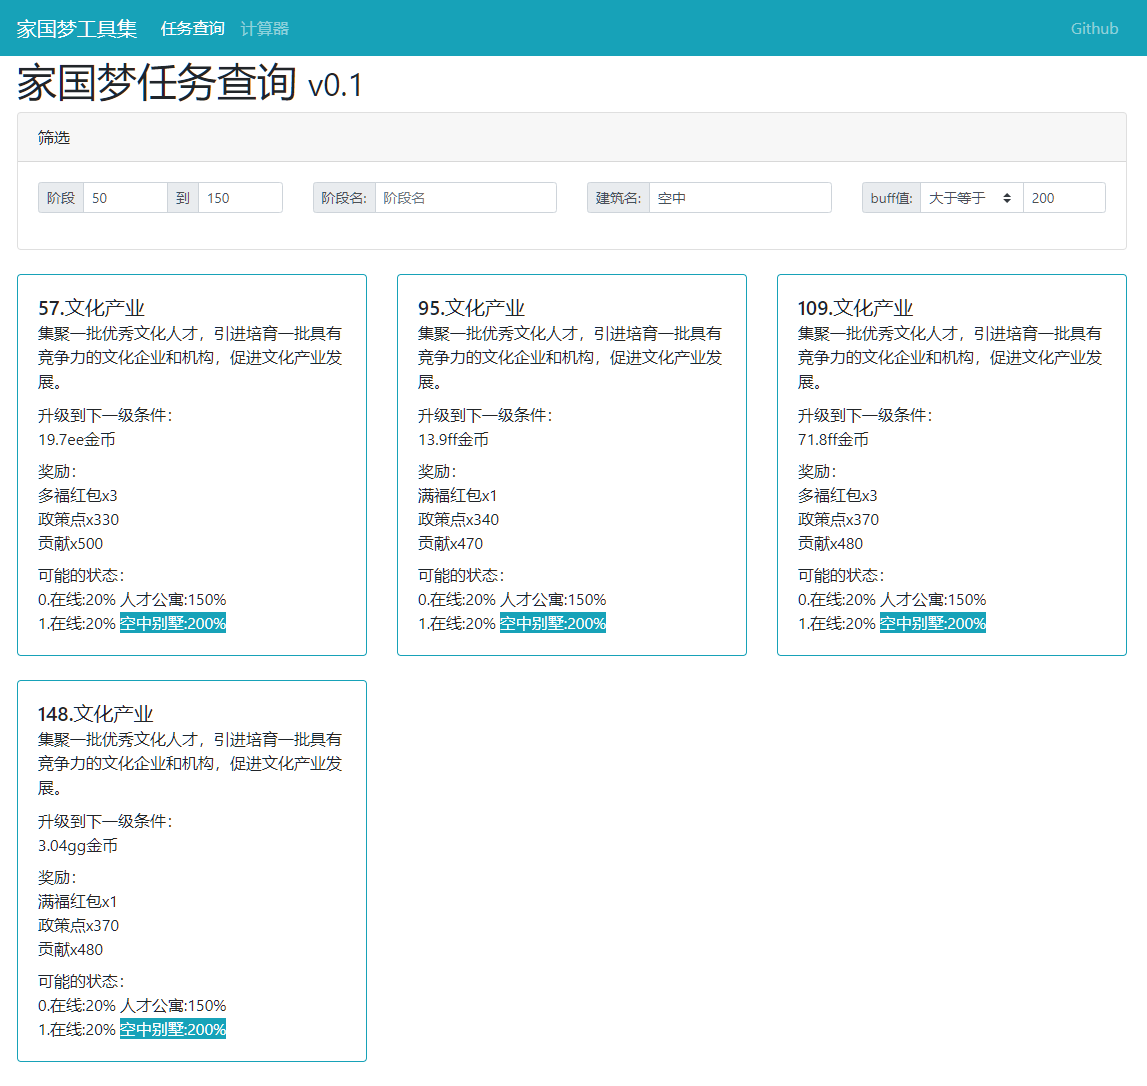 家国梦工具集 任务查询 计算器 Github
家国梦任务查询 v0.1
筛选
阶段 50 到 150 阶段名: 阶段名 建筑名: 空中 buff值: 大于等于 200
57.文化产业
集聚一批优秀文化人才，引进培育一批具有
竞争力的文化企业和机构，促进文化产业发
展。
升级到下一级条件：
19.7ee金币
奖励：
多福红包x3
政策点x330
贡献x500
可能的状态：
0.在线:20% 人才公寓:150%
1.在线:20% 空中别墅:200%
95.文化产业
集聚一批优秀文化人才，引进培育一批具有
竞争力的文化企业和机构，促进文化产业发
展。
升级到下一级条件：
13.9ff金币
奖励：
满福红包x1
政策点x340
贡献x470
可能的状态：
0.在线:20% 人才公寓:150%
1.在线:20% 空中别墅:200%
109.文化产业
集聚一批优秀文化人才，引进培育一批具有
竞争力的文化企业和机构，促进文化产业发
展。
升级到下一级条件：
71.8ff金币
奖励：
多福红包x3
政策点x370
贡献x480
可能的状态：
0.在线:20% 人才公寓:150%
1.在线:20% 空中别墅:200%
148.文化产业
集聚一批优秀文化人才，引进培育一批具有
竞争力的文化企业和机构，促进文化产业发
展。
升级到下一级条件：
3.04gg金币
奖励：
满福红包x1
政策点x370
贡献x480
可能的状态：
0.在线:20% 人才公寓:150%
1.在线:20% 空中别墅:200%